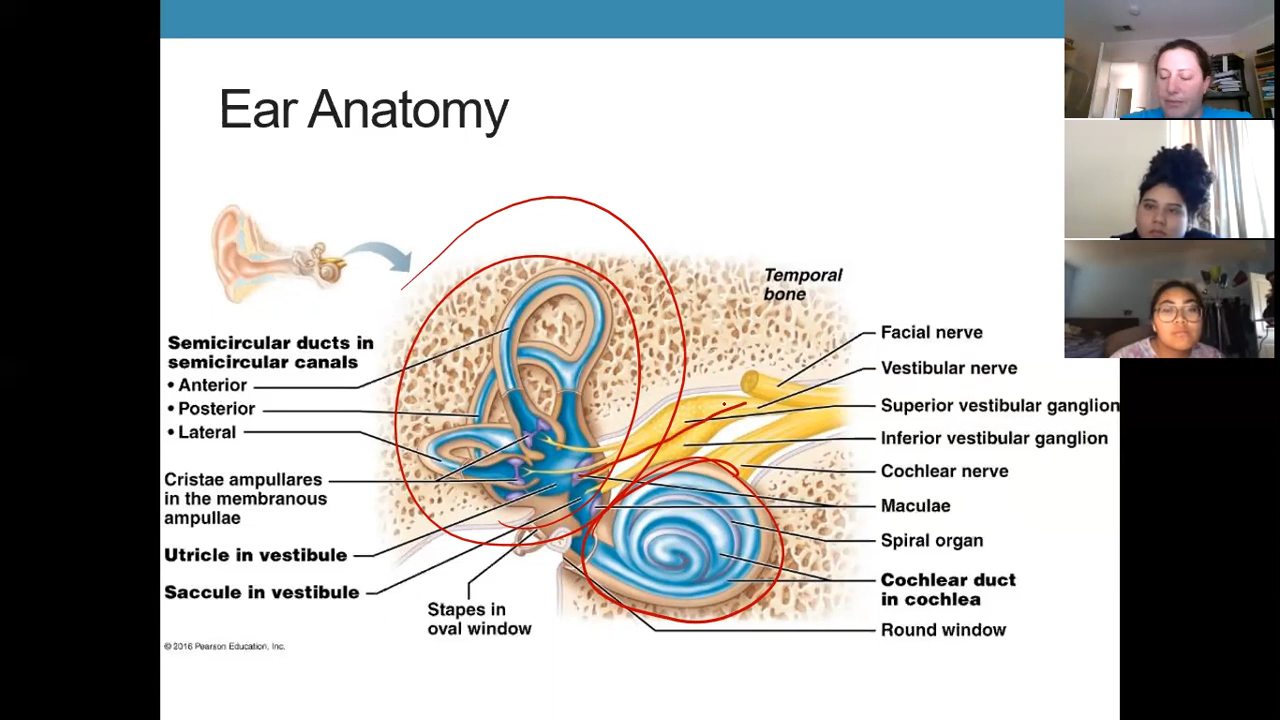 Ear Anatomy
Temporal
bone
Semicircular ducts in
semicircular canals
• Anterior
• Posterior
• Lateral
Cristae ampullares
in the membranous
ampullae
Utricle in vestibule
Saccule in vestibule
Stapes in
oval window
Facial nerve
Vestibular nerve
Superior vestibular ganglion
Inferior vestibular ganglion
Cochlear nerve
Maculae
Spiral organ
Cochlear duct
in cochlea
Round window
© 2016 Pearson Education, Inc.